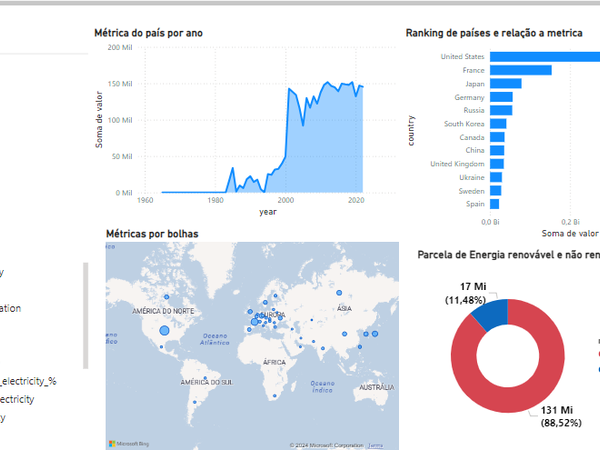 Métrica do país por ano
200 Mil
150 Mil
100 Mil
50 Mil
0 Mil
Soma de valor
1960
1980
2000
2020
year
Ranking de países e relação a metrica
United States
France
Japan
Germany
Russia
South Korea
Canada
China
United Kingdom
Ukraine
Sweden
Spain
country
0,0 Bi
0,2 Bi
Soma de valor
y
ation
_electricity_%
ectricity
y
Métricas por bolhas
AMÉRICA DO NORTE
EUROPA
ÁSIA
Oceano
Atlântico
ÁFRICA
AMÉRICA DO SUL
Oceano
Índico
AUSTRÁLIA
Microsoft Bing
© 2024 Microsoft Corporation Terms
Parcela de Energia renovável e não ren
17 Mi
(11,48%)
131 Mi
(88,52%)